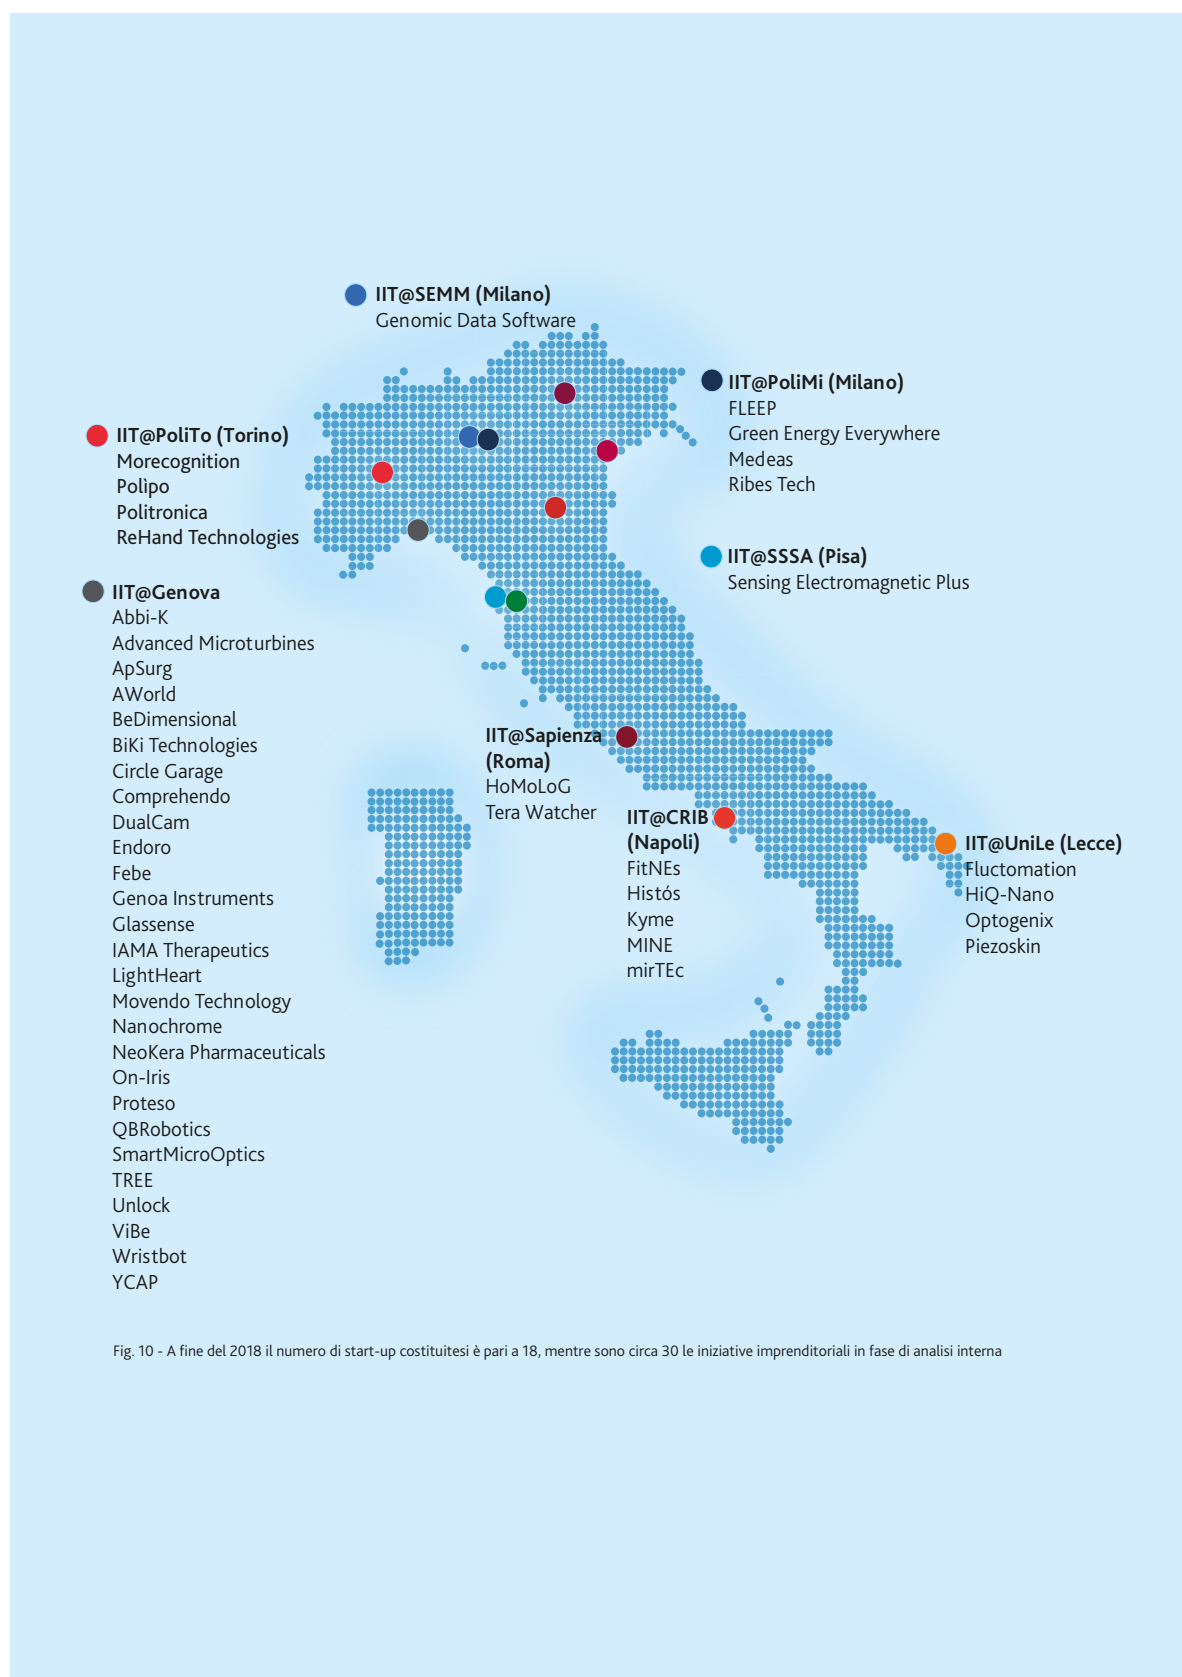 IIT@SEMM (Milano)
Genomic Data Software
IIT@PoliMi (Milano)
FLEEP
Green Energy Everywhere
Medeas
Ribes Tech
IIT@PoliTo (Torino)
Morecognition
Polìpo
Politronica
ReHand Technologies
IIT@SSSA (Pisa)
Sensing Electromagnetic Plus
IIT@Genova
Abbi-K
Advanced Microturbines
ApSurg
AWorld
BeDimensional
BiKi Technologies
Circle Garage
Comprehendo
DualCam
Endoro
Febe
Genoa Instruments
Glassense
IAMA Therapeutics
LightHeart
Movendo Technology
Nanochrome
NeoKera Pharmaceuticals
On-Iris
Proteso
QBRobotics
SmartMicroOptics
TREE
Unlock
ViBe
Wristbot
YCAP
IIT@Sapienza
(Roma)
HoMoLoG
Tera Watcher
IIT@CRIB
(Napoli)
FitNEs
Histós
Kyme
MINE
mirTEc
IIT@UniLe (Lecce)
Fluctomation
HiQ-Nano
Optogenix
Piezoskin
Fig. 10 - A fine del 2018 il numero di start-up costituitesi è pari a 18, mentre sono circa 30 le iniziative imprenditoriali in fase di analisi interna